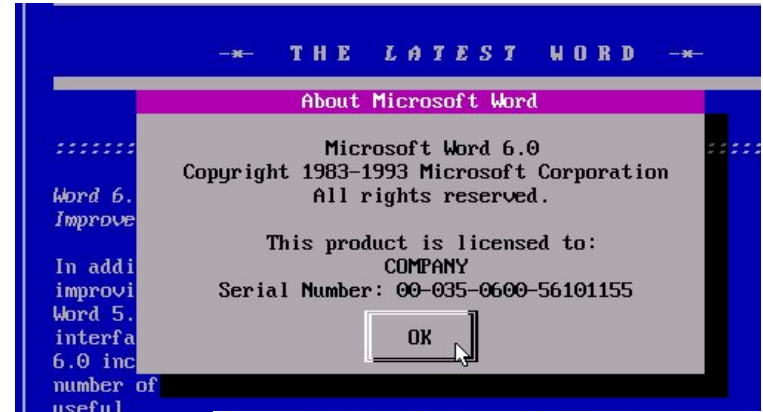 -*- THE LATEST WORD -*-
About Microsoft Word
Microsoft Word 6.0
Copyright 1983-1993 Microsoft Corporation
All rights reserved.
This product is licensed to:
COMPANY
Serial Number: 00-035-0600-56101155
OK
Word 6.
Improve
In addi
improvi
Word 5.
interfa
6.0 inc
number of
useful